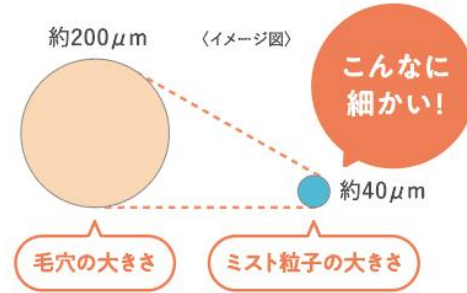 約200μm
〈イメージ図〉
こんなに
細かい!
約40μm
毛穴の大きさ
ミスト粒子の大きさ